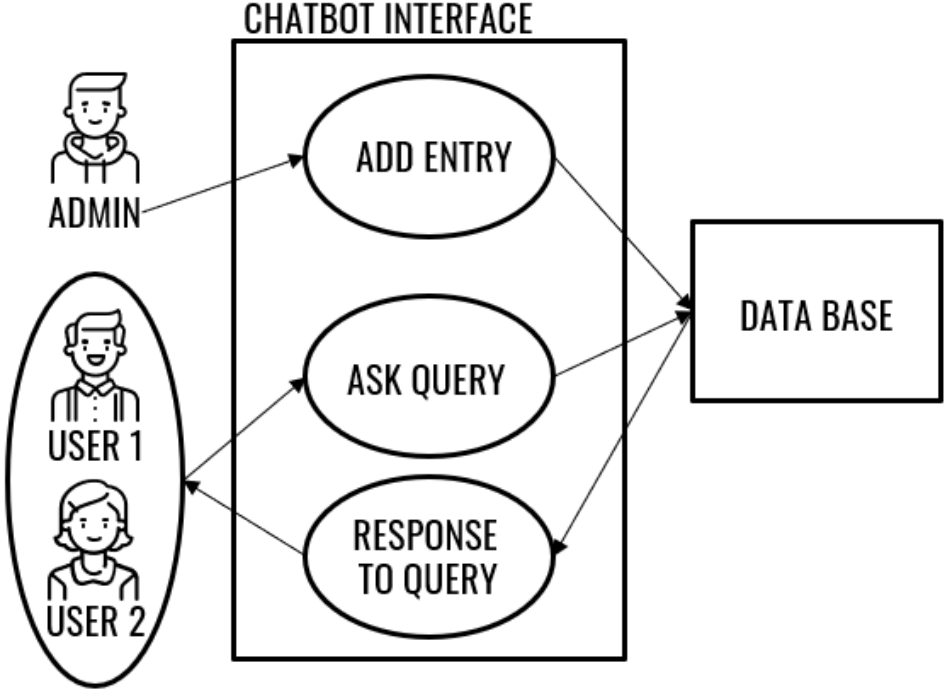 CHATBOT INTERFACE
ADD ENTRY
ADMIN
DATA BASE
ASK QUERY
USER 1
RESPONSE
TO QUERY
USER 2